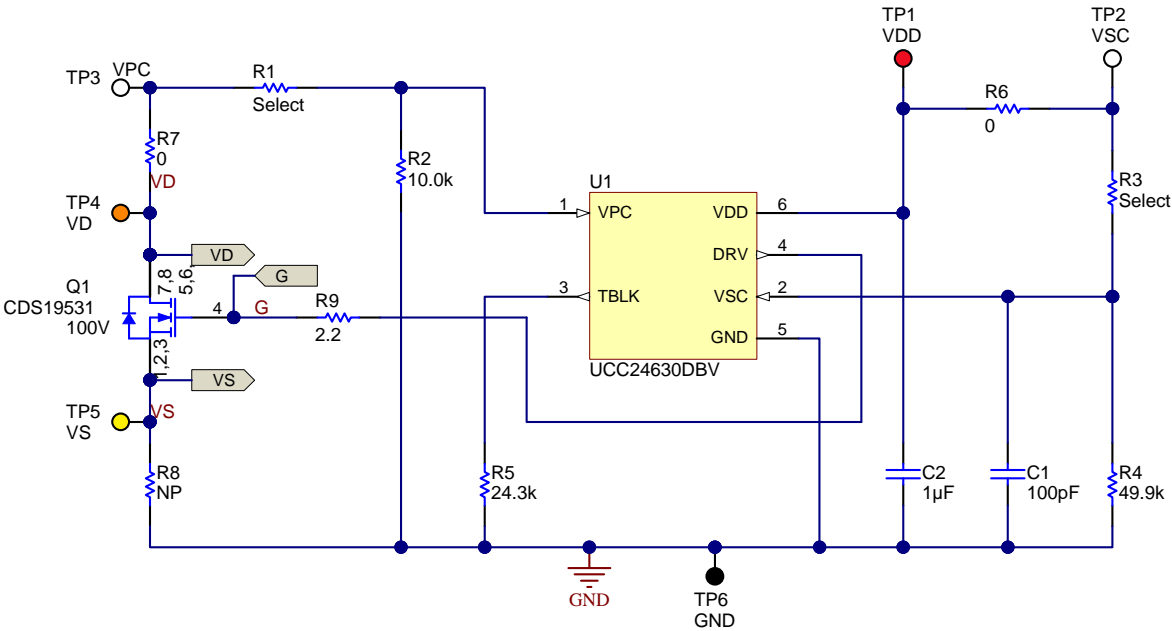 TP1
VDD
TP2
VSC
TP3
VPC
R1
Select
R6
0
R7
0
VD
R2
10.0k
R3
Select
TP4
VD
U1
1
VPC
VDD
6
VD
DRV
4
G
7,8
5,6,
Q1
CDS19531
100V
4
G
R9
2.2
3
TBLK
VSC
2
GND
5
1,2,3
UCC24630DBV
VS
TP5
VS
VS
R8
NP
R5
24.3k
C2
1µF
C1
100pF
R4
49.9k
GND
TP6
GND